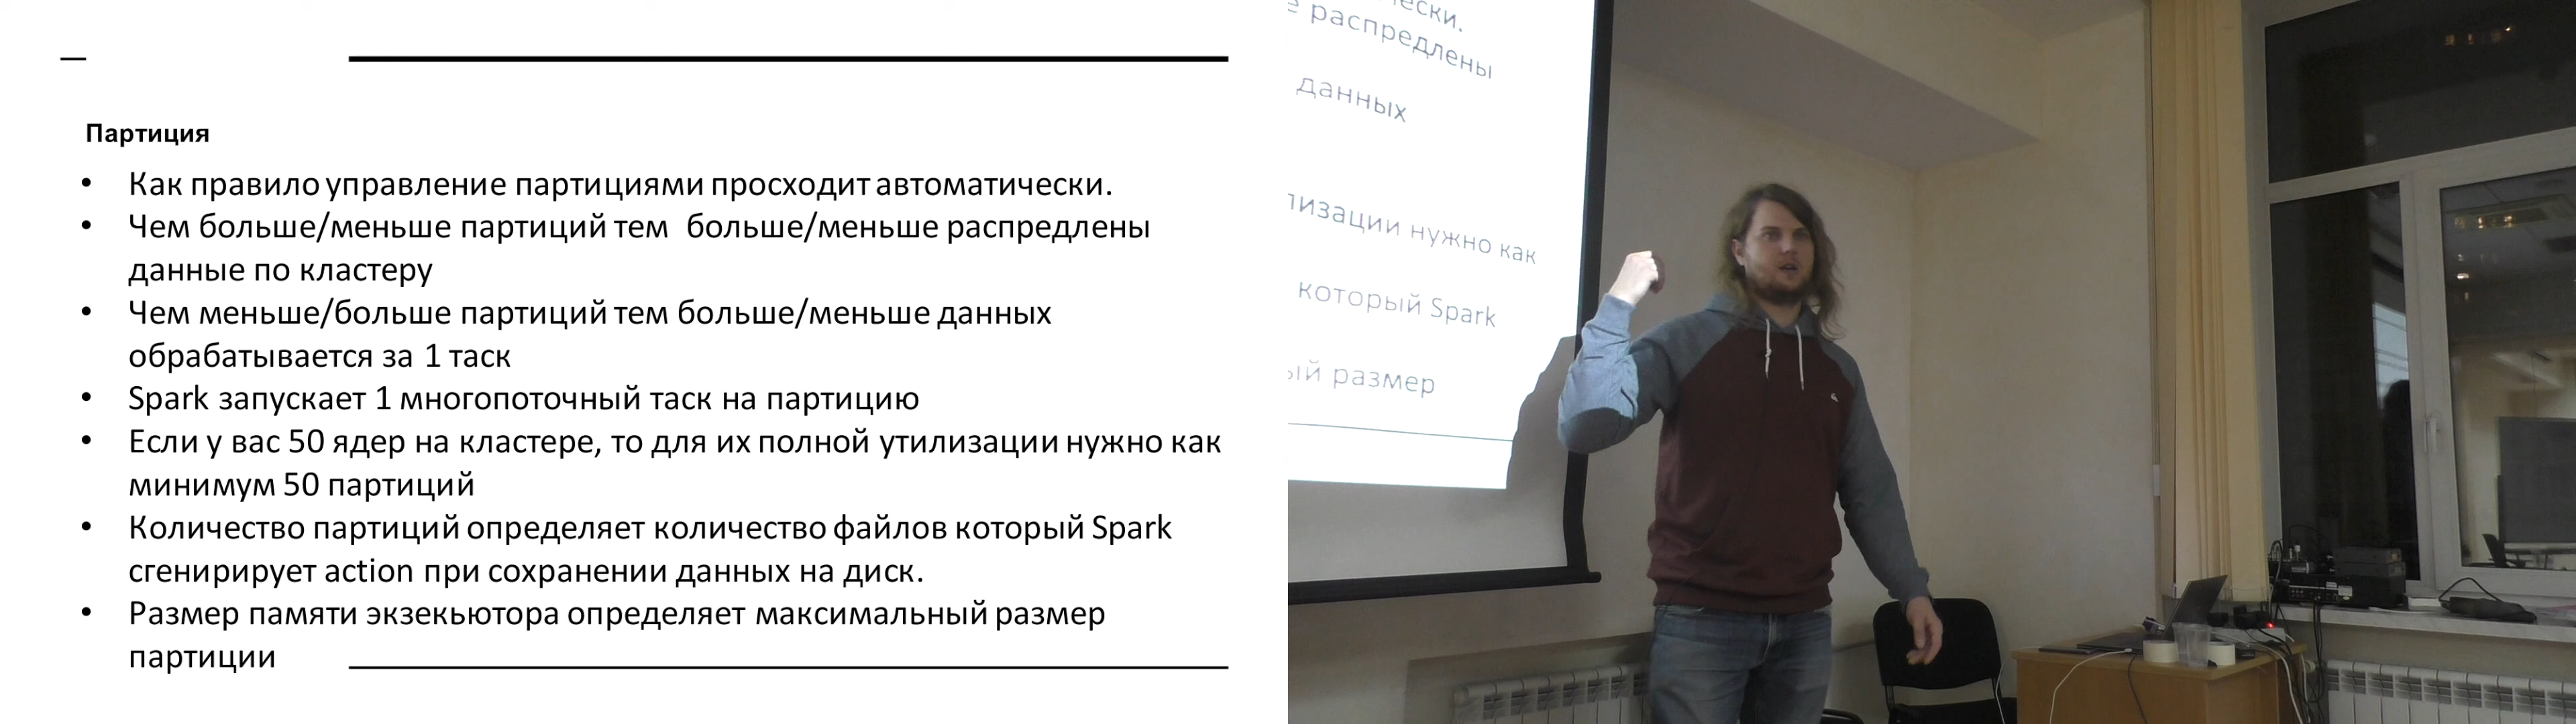 Партиция
• Как правило управление партициями просходит автоматически.
• Чем больше/меньше партиций тем больше/меньше распредлены
данные по кластеру
• Чем меньше/больше партиций тем больше/меньше данных
обрабатывается за 1 таск
• Spark запускает 1 многопоточный таск на партицию
• Если у вас 50 ядер на кластере, то для их полной утилизации нужно как
минимум 50 партиций
• Количество партиций определяет количество файлов который Spark
сгенирирует action при сохранении данных на диск.
• Размер памяти экзекьютора определяет максимальный размер
партиции
ески.
е распредлены
данных
лизации нужно как
который Spark
ый размер